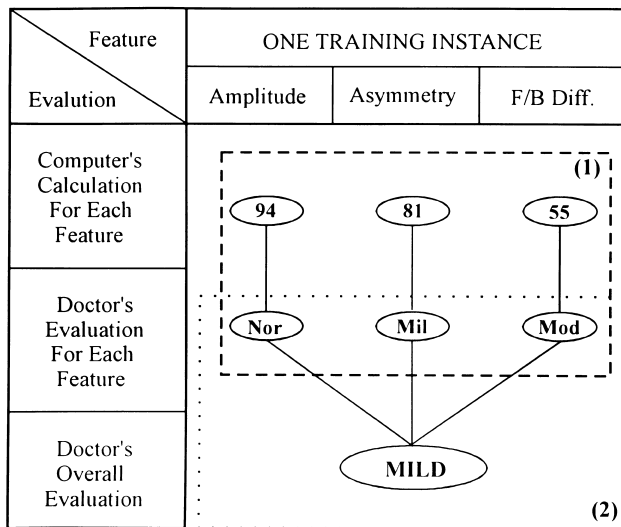 Feature
ONE TRAINING INSTANCE
Evalution
Amplitude
Asymmetry
F/B Diff.
Computer's
Calculation
For Each
Feature
(1)
94
81
55
Doctor's
Evaluation
For Each
Feature
Nor
Mil
Mod
Doctor's
Overall
Evaluation
MILD
(2)